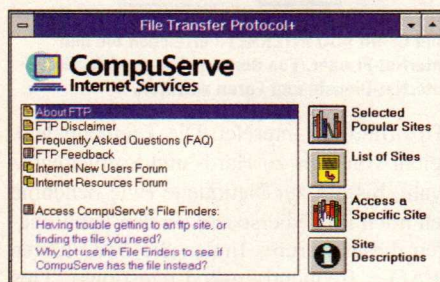 File Transfer Protocol+
CompuServe
Internet Services
About FTP
FTP Disclaimer
Frequently Asked Questions (FAQ)
FTP Feedback
Internet New Users Forum
Internet Resources Forum
Access CompuServe's File Finders:
Having trouble getting to an ftp site, or
finding the file you need?
Why not use the File Finders to see if
CompuServe has the file instead?
Selected
Popular Sites
List of Sites
Access a
Specific Site
Site
Descriptions